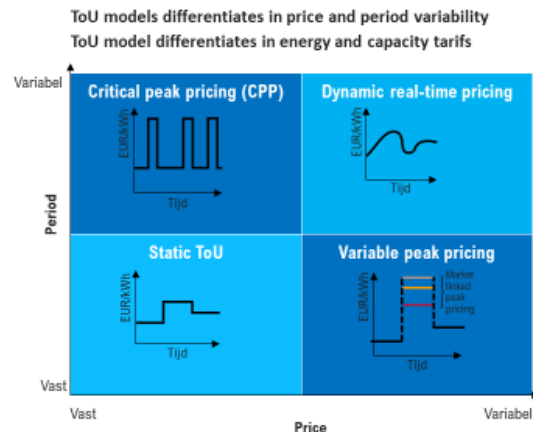 ToU models differentiates in price and period variability
ToU model differentiates in energy and capacity tarifs
Variabel
Critical peak pricing (CPP)
EUR/kWh
Tijd
Dynamic real-time pricing
EUR/kWh
Tijd
Period
Static ToU
EUR/kWh
Tijd
Variable peak pricing
EUR/kWh
Market
linked
peak
pricing
Tijd
Vast
Vast
Price
Variabel